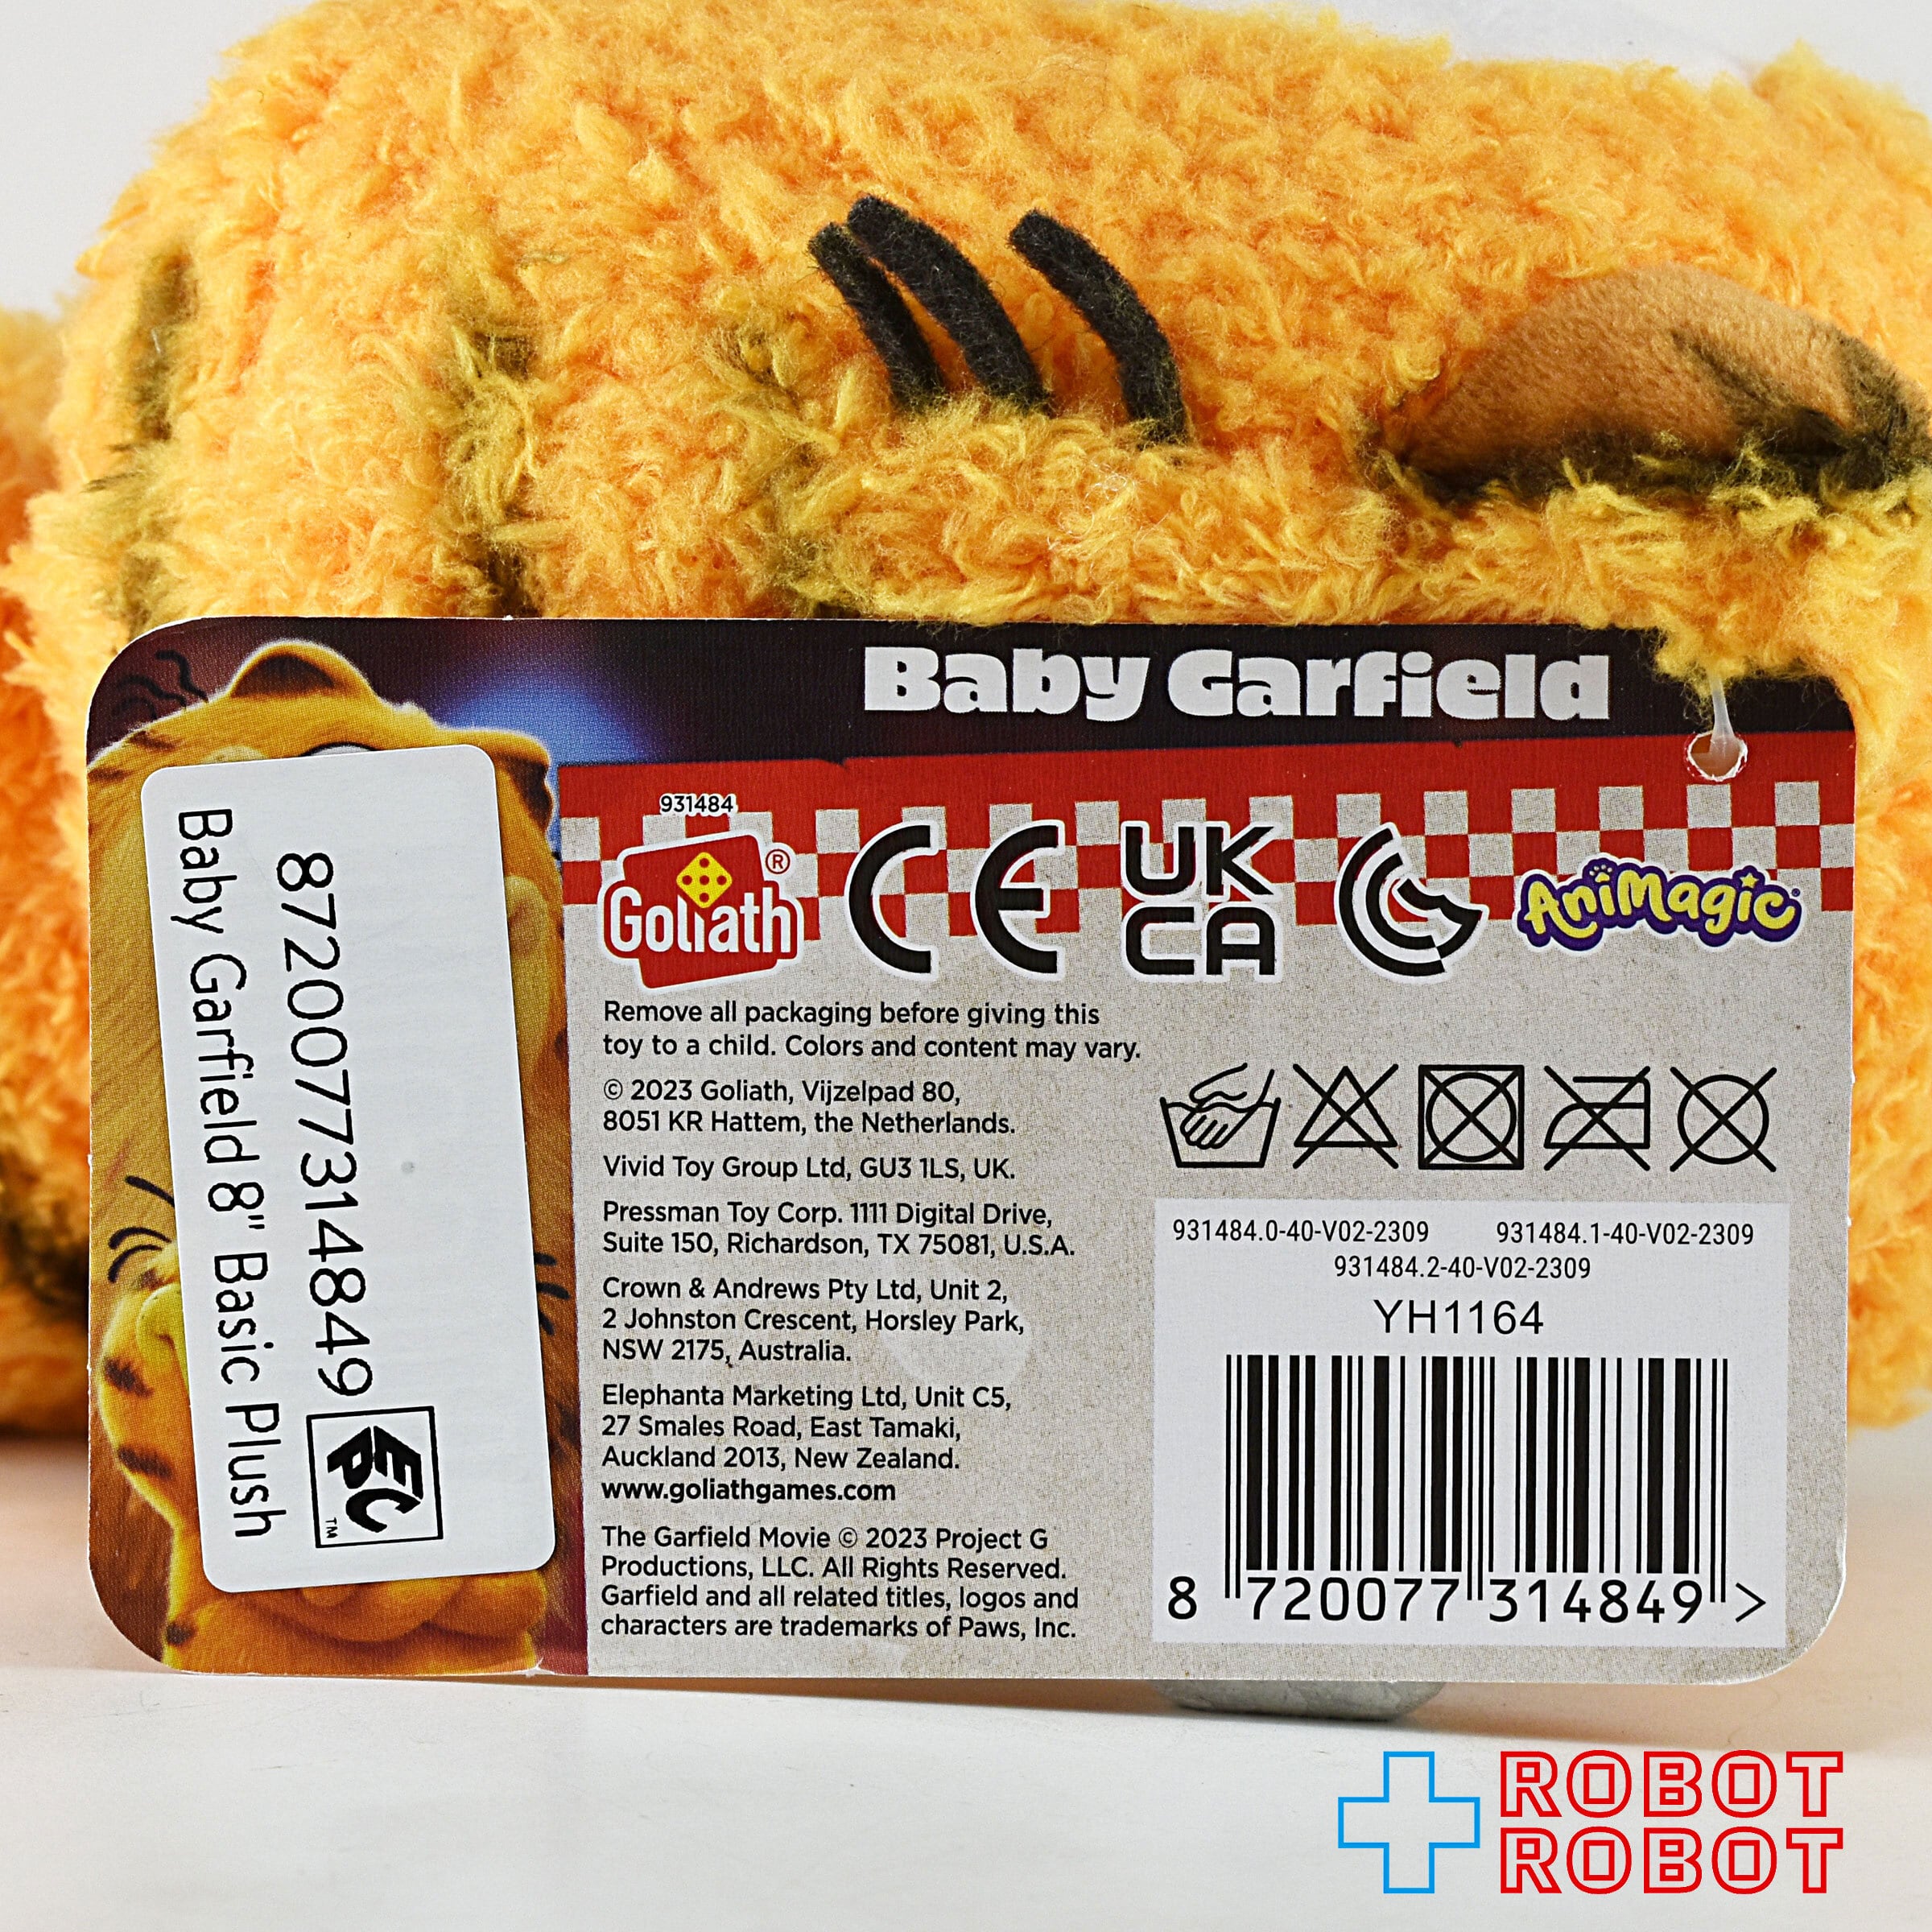 Baby Garfield
8720077314849 EPC TM
Baby Garfield 8" Basic Plush
931484
Goliath ®
CE UK CA AniMagic
Remove all packaging before giving this
toy to a child. Colors and content may vary.
© 2023 Goliath, Vijzelpad 80,
8051 KR Hattem, the Netherlands.
Vivid Toy Group Ltd, GU3 1LS, UK.
Pressman Toy Corp. 1111 Digital Drive,
Suite 150, Richardson, TX 75081, U.S.A.
Crown & Andrews Pty Ltd, Unit 2,
2 Johnston Crescent, Horsley Park,
NSW 2175, Australia.
Elephanta Marketing Ltd, Unit C5,
27 Smales Road, East Tamaki,
Auckland 2013, New Zealand.
www.goliathgames.com
The Garfield Movie © 2023 Project G
Productions, LLC. All Rights Reserved.
Garfield and all related titles, logos and
characters are trademarks of Paws, Inc.
931484.0-40-V02-2309 931484.1-40-V02-2309
931484.2-40-V02-2309
YH1164
8 720077 314849 >
ROBOT
ROBOT